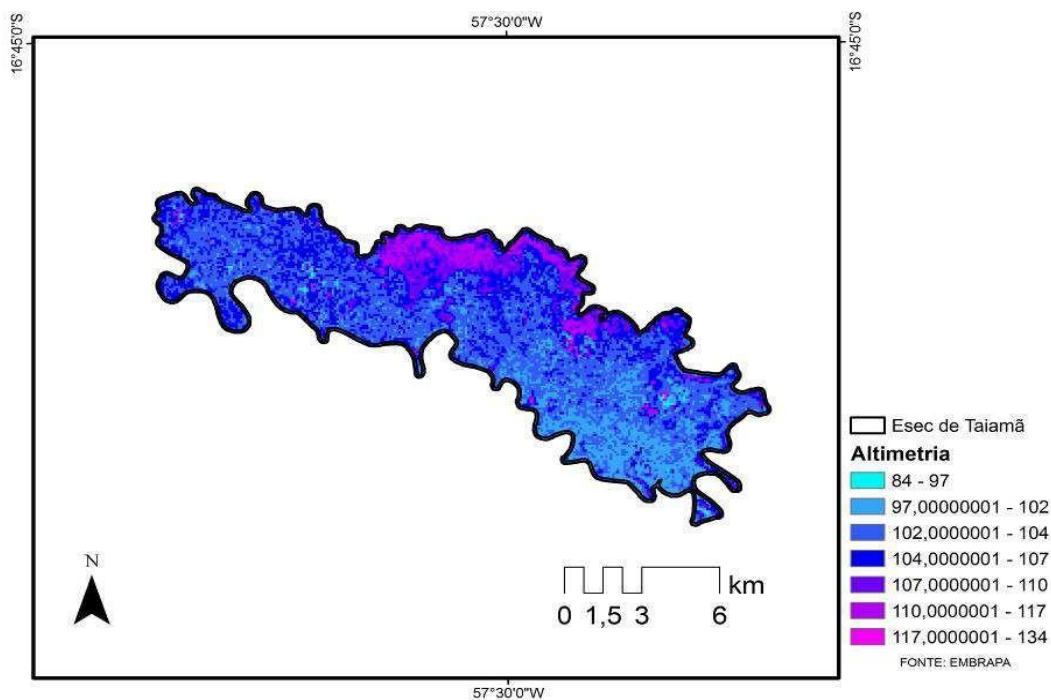 57°30'0"W
16°45'0"S
16°45'0"S
Esec de Taiamã
Altimetria
84 - 97
97,00000001 - 102
102,0000001 - 104
104,0000001 - 107
107,0000001 - 110
110,0000001 - 117
117,0000001 - 134
FONTE: EMBRAPA
N
km
0 1,5 3 6
57°30'0"W